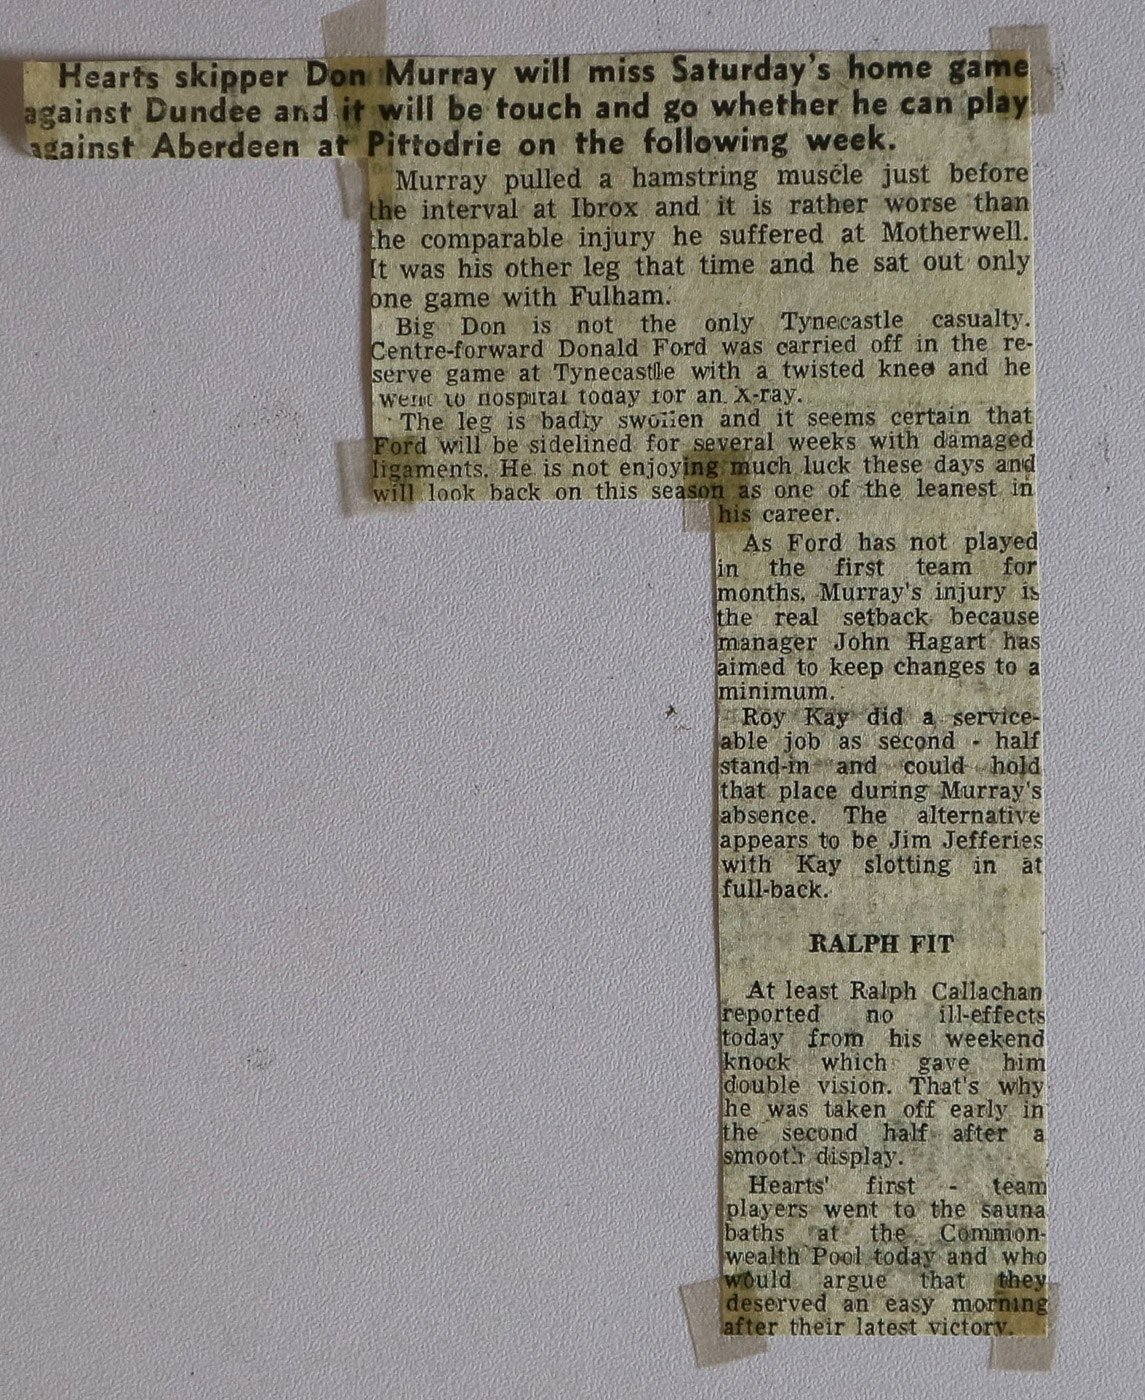 Hearts skipper Don Murray will miss Saturday's home game
against Dundee and it will be touch and go whether he can play
against Aberdeen at Pittodrie on the following week.
Murray pulled a hamstring muscle just before
the interval at Ibrox and it is rather worse than
the comparable injury he suffered at Motherwell.
It was his other leg that time and he sat out only
one game with Fulham.
Big Don is not the only Tynecastle casualty.
Centre-forward Donald Ford was carried off in the re-
serve game at Tynecastle with a twisted knee and he
went to hospital today for an X-ray.
The leg is badly swollen and it seems certain that
Ford will be sidelined for several weeks with damaged
ligaments. He is not enjoying much luck these days and
will look back on this season as one of the leanest in
his career.
As Ford has not played
in the first team for
months, Murray's injury is
the real setback because
manager John Hagart has
aimed to keep changes to a
minimum.
Roy Kay did a service-
able job as second - half
stand-in and could hold
that place during Murray's
absence. The alternative
appears to be Jim Jefferies
with Kay slotting in at
full-back.
RALPH FIT
At least Ralph Callachan
reported no ill-effects
today from his weekend
knock which gave him
double vision. That's why
he was taken off early in
the second half after a
smooth display.
Hearts' first - team
players went to the sauna
baths at the Common-
wealth Pool today and who
would argue that they
deserved an easy morning
after their latest victory.